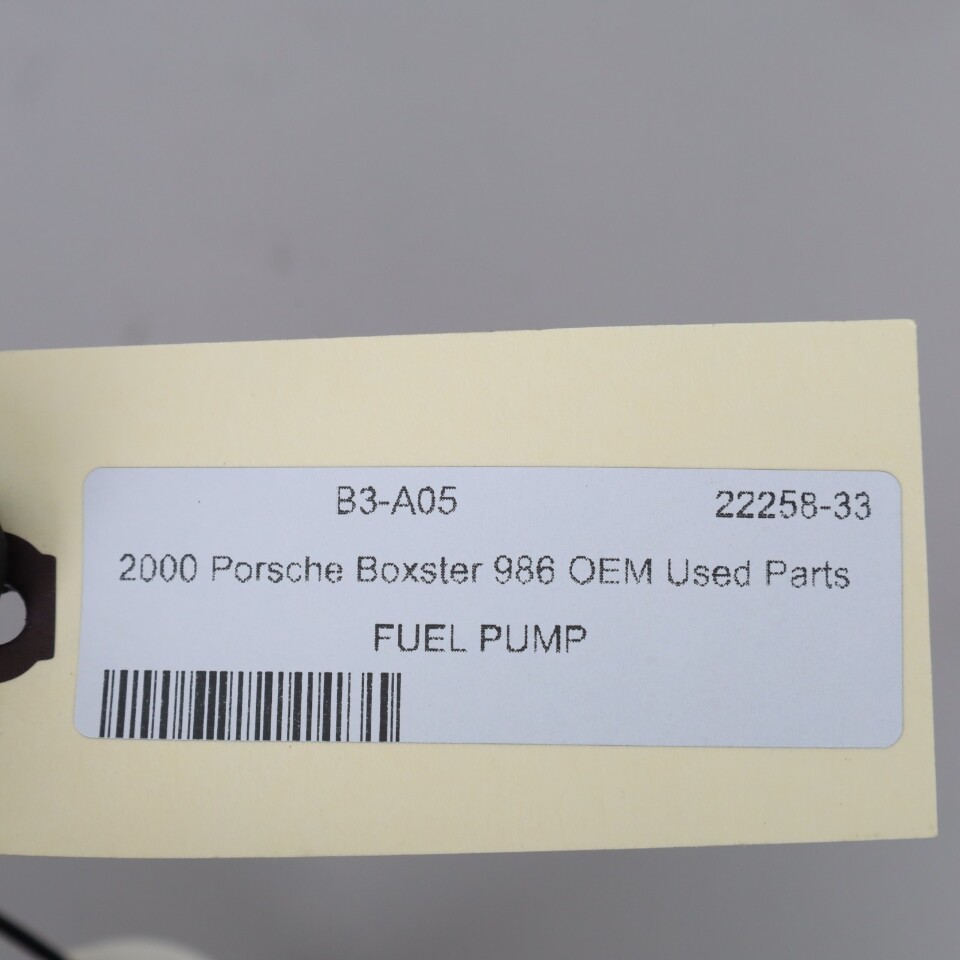 B3-A05 22258-33
2000 Porsche Boxster 986 OEM Used Parts
FUEL PUMP